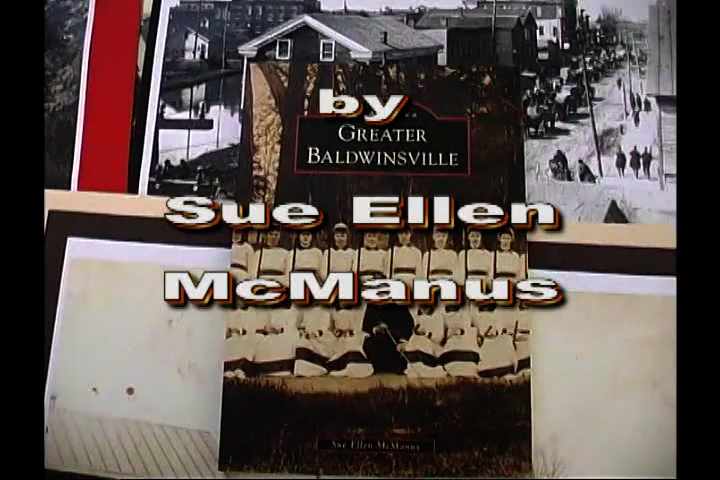 by
GREATER
BALDWINSVILLE
Sue Ellen
McManus
Sue Ellen McManus